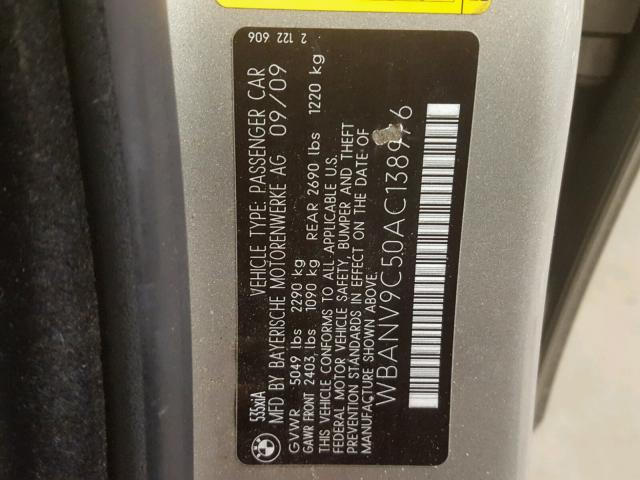 535xiA VEHICLE TYPE: PASSENGER CAR
MFD BY BAYERISCHE MOTORENWERKE AG 09/09
GVWR 5049 lbs 2290 kg
GAWR FRONT 2403 lbs 1090 kg REAR 2690 lbs 1220 kg
THIS VEHICLE CONFORMS TO ALL APPLICABLE U.S.
FEDERAL MOTOR VEHICLE SAFETY, BUMPER AND THEFT
PREVENTION STANDARDS IN EFFECT ON THE DATE OF
MANUFACTURE SHOWN ABOVE.
2 122 606